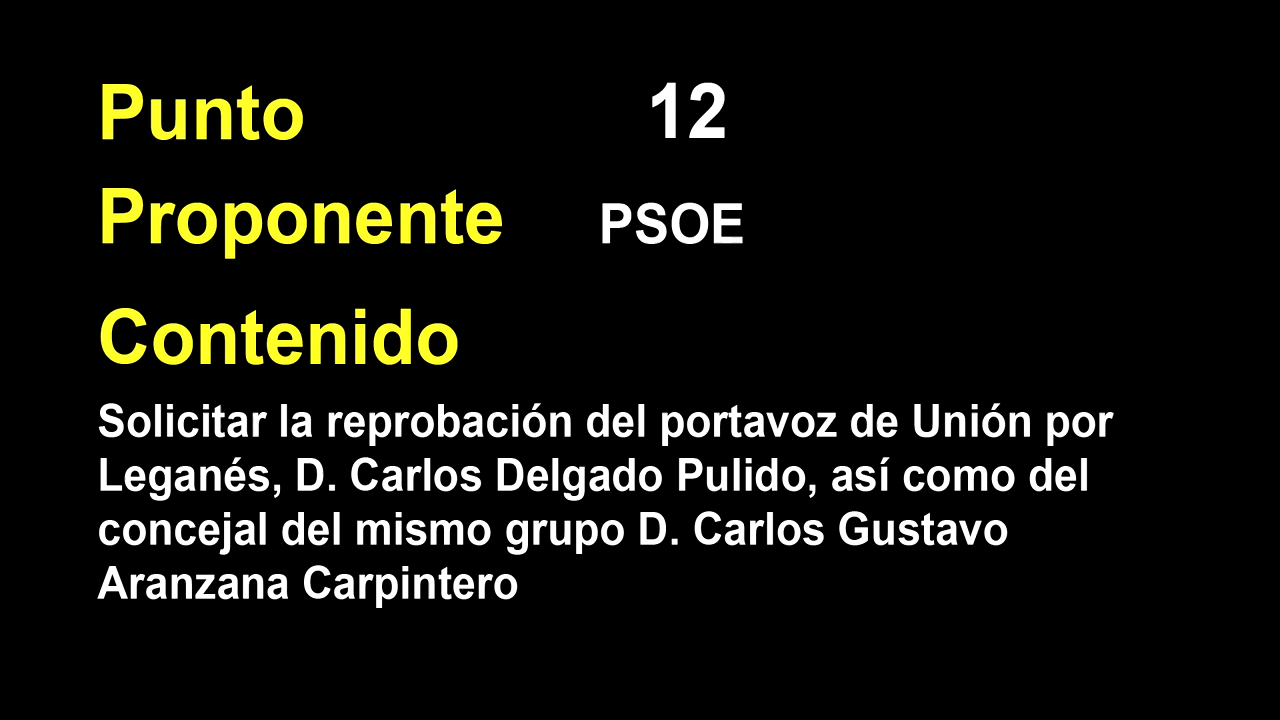 Punto 12
Proponente PSOE
Contenido
Solicitar la reprobación del portavoz de Unión por
Leganés, D. Carlos Delgado Pulido, así como del
concejal del mismo grupo D. Carlos Gustavo
Aranzana Carpintero